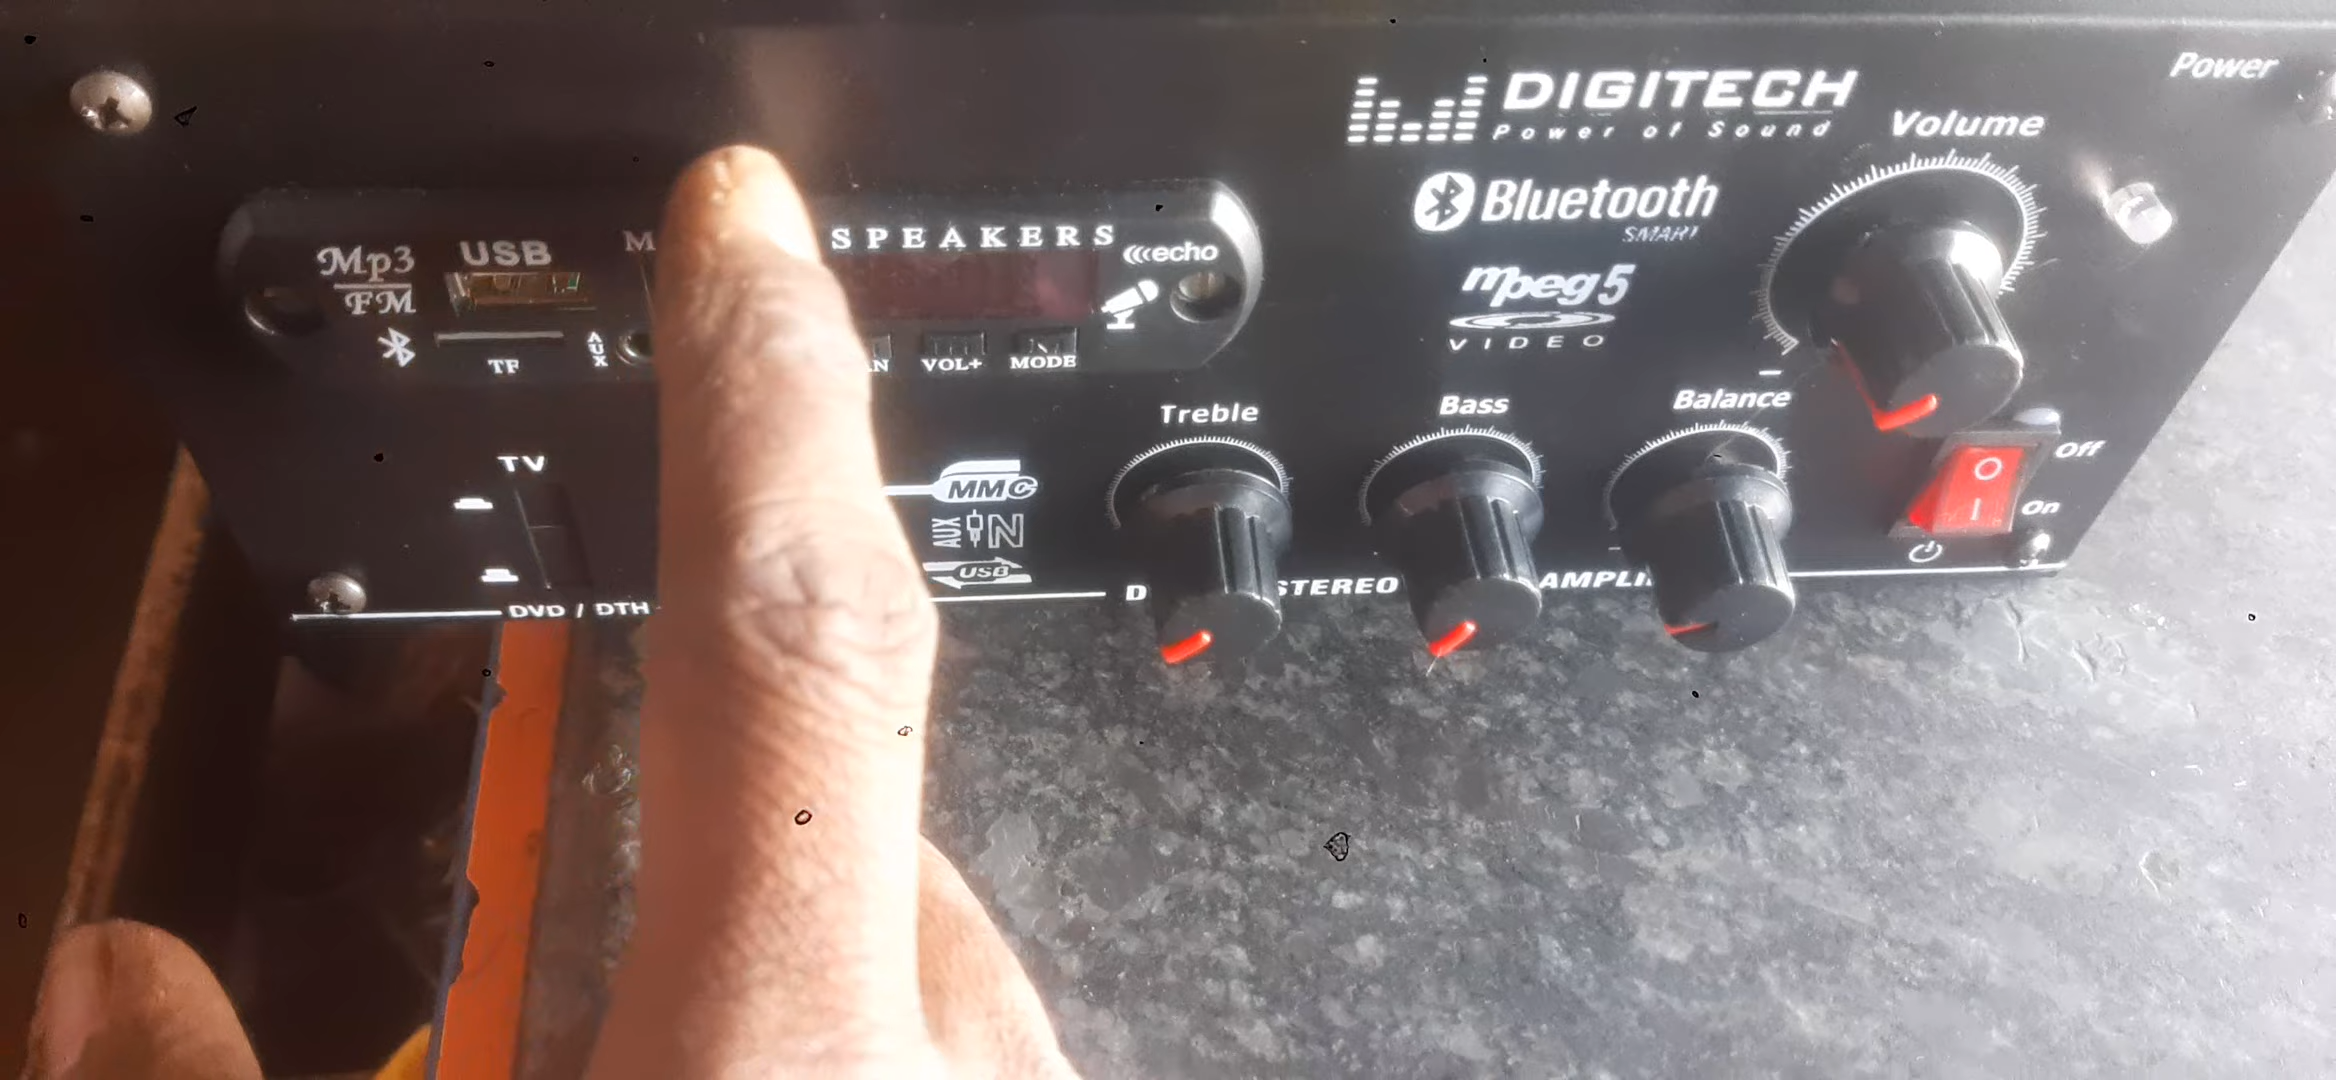 Power
DIGITECH
Power of Sound
Volume
Bluetooth
SMART
mpeg5
VIDEO
SPEAKERS
Mp3
FM
USB
echo
TF
AUX
VOL+
MODE
Treble
Bass
Balance
Off
On
TV
MMC
AUX IN
USB
DVD / DTH
STEREO